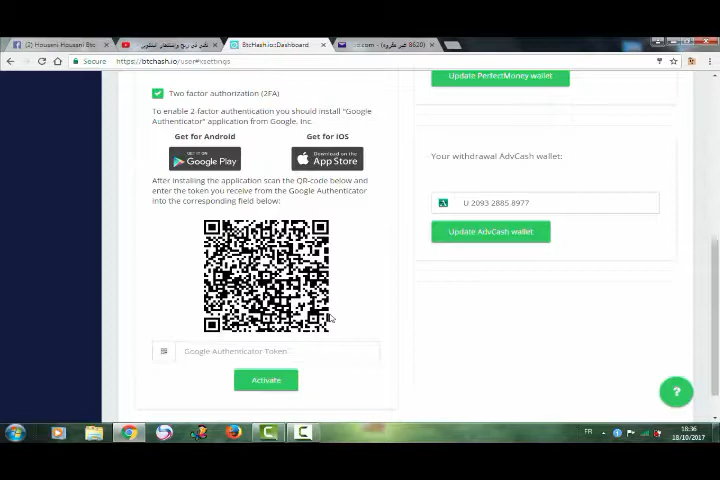 (2) Housani Housani Btc
BtcHash.io::Dashboard
Secure
https://btchash.io/user#settings
Two factor authorization (2FA)
To enable 2-factor authentication you should install "Google
Authenticator" application from Google, Inc.
Get for Android
Get for IOS
GET IT ON
Google Play
Download on the
App Store
After installing the application scan the QR-code below and
enter the token you receive from the Google Authenticator
into the corresponding field below:
Google Authenticator Token
Activate
Update PerfectMoney wallet
Your withdrawal AdvCash wallet:
U 2093 2885 8977
Update AdvCash wallet
?
FR
18:36
18/10/2017